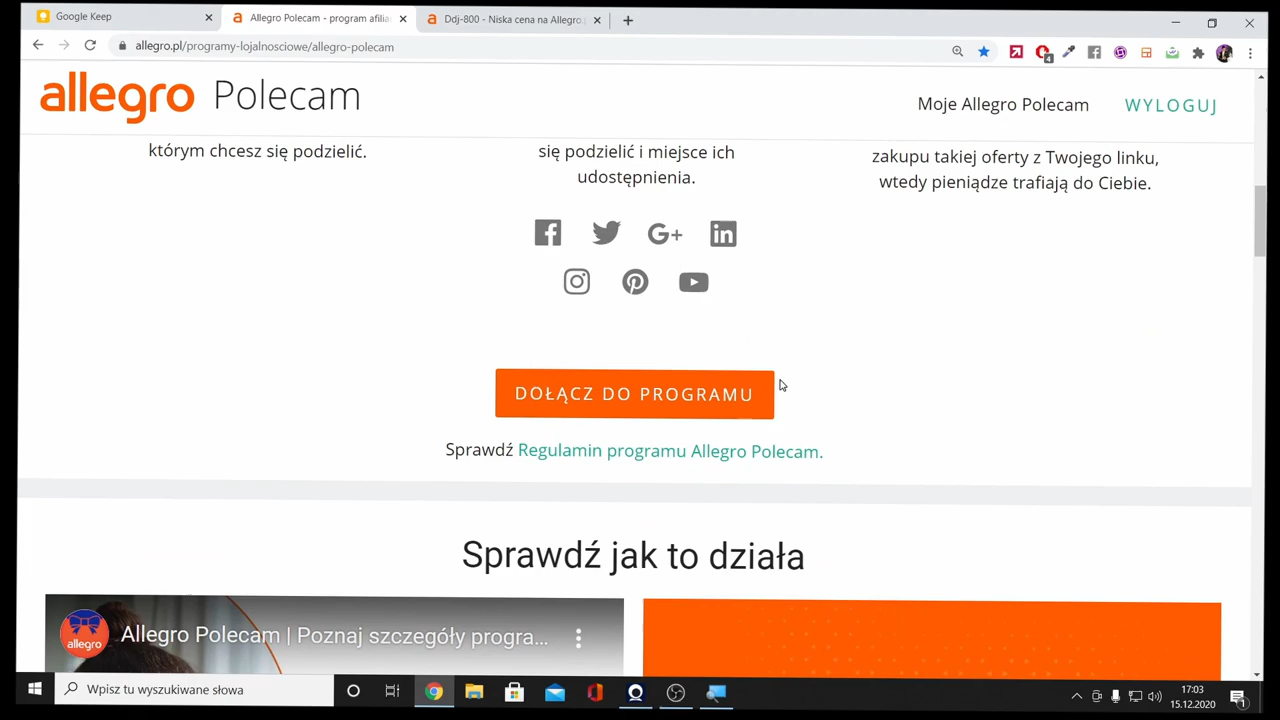 Google Keep
Allegro Polecam - program afilia
Ddj-800 - Niska cena na Allegro.
allegro.pl/programy-lojalnosciowe/allegro-polecam
4
allegro Polecam
Moje Allegro Polecam
WYLOGUJ
którym chcesz się podzielić.
się podzielić i miejsce ich
udostępnienia.
zakupu takiej oferty z Twojego linku,
wtedy pieniądze trafiają do Ciebie.
DOŁĄCZ DO PROGRAMU
Sprawdź Regulamin programu Allegro Polecam.
Sprawdź jak to działa
allegro
Allegro Polecam | Poznaj szczegóły progra...
Wpisz tu wyszukiwane słowa
17:03
15.12.2020
1